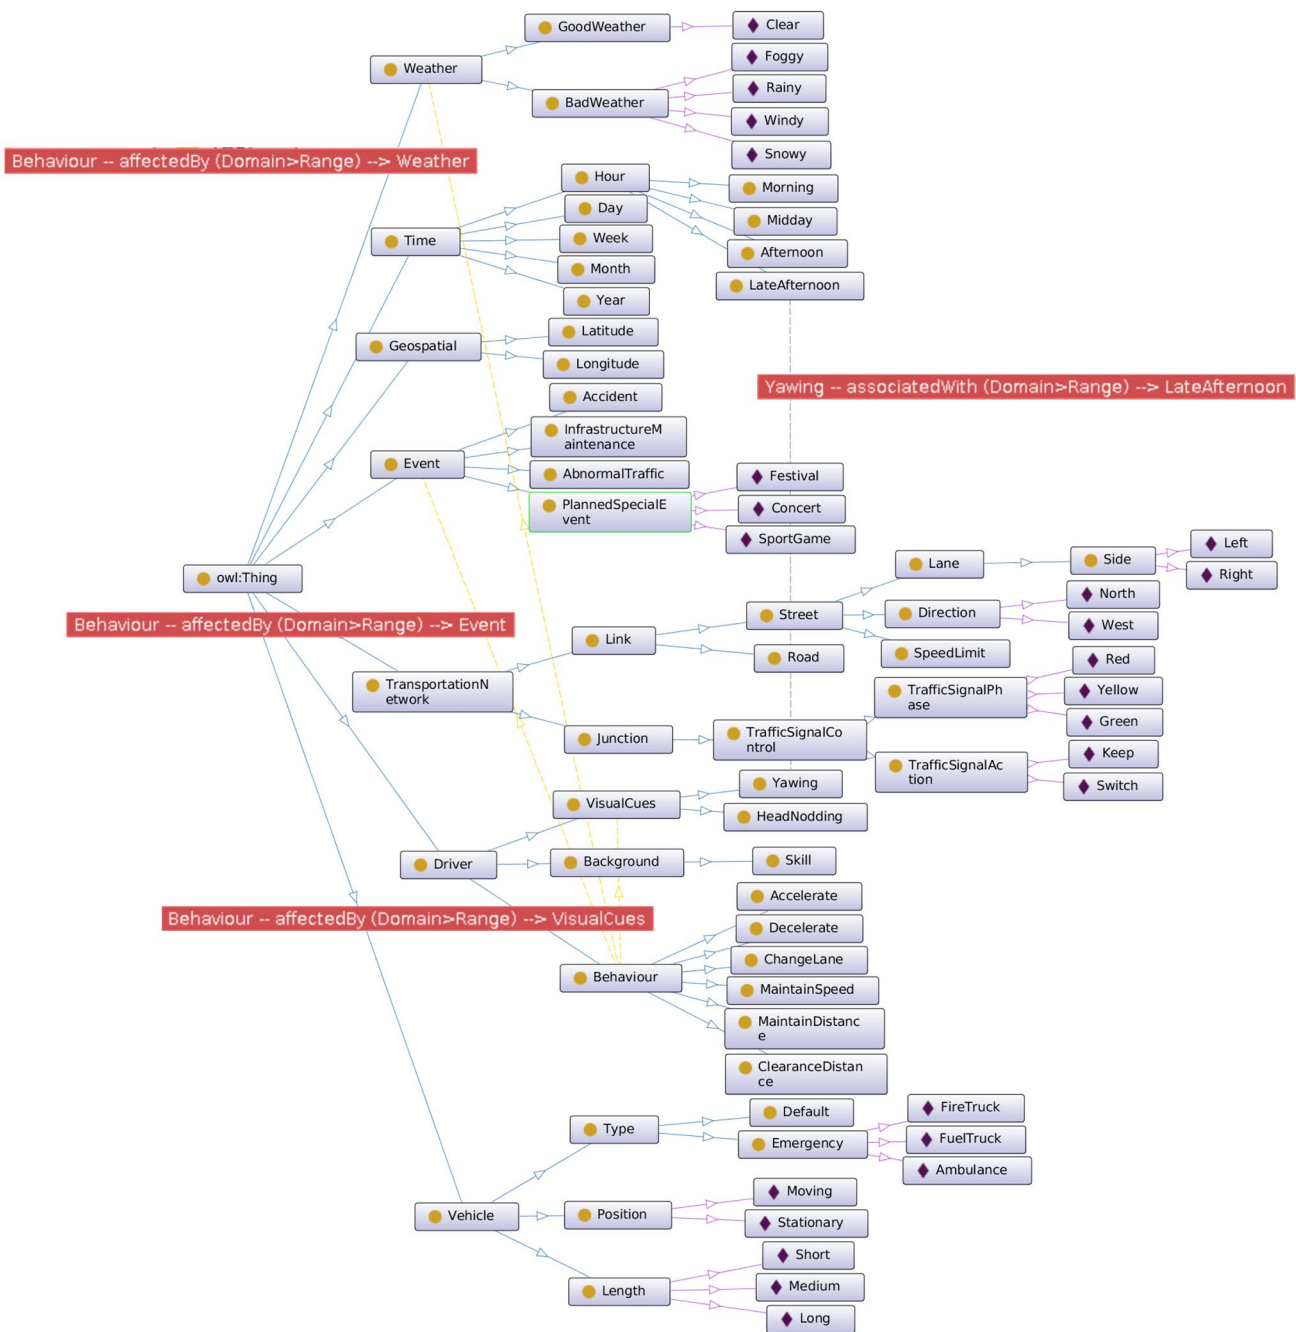 GoodWeather
Clear
Foggy
Weather
Rainy
BadWeather
Windy
Snowy
Behaviour -- affectedBy (Domain>Range) --> Weather
Hour
Morning
Day
Midday
Time
Week
Afternoon
Month
LateAfternoon
Year
Latitude
Geospatial
Longitude
Yawing -- associatedWith (Domain>Range) --> LateAfternoon
Accident
InfrastructureM
aintenance
Event
AbnormalTraffic
Festival
PlannedSpecialE
vent
Concert
SportGame
Left
Lane
Side
Right
owl:Thing
North
Direction
Street
West
Behaviour -- affectedBy (Domain>Range) --> Event
Link
SpeedLimit
Road
Red
TransportationN
etwork
TrafficSignalPh
ase
Yellow
Green
Junction
TrafficSignalCo
ntrol
Keep
TrafficSignalAc
tion
Switch
Yawing
VisualCues
HeadNodding
Driver
Background
Skill
Accelerate
Behaviour -- affectedBy (Domain>Range) --> VisualCues
Decelerate
ChangeLane
Behaviour
MaintainSpeed
MaintainDistanc
e
ClearanceDistan
ce
Default
FireTruck
Type
Emergency
FuelTruck
Ambulance
Moving
Vehicle
Position
Stationary
Short
Length
Medium
Long